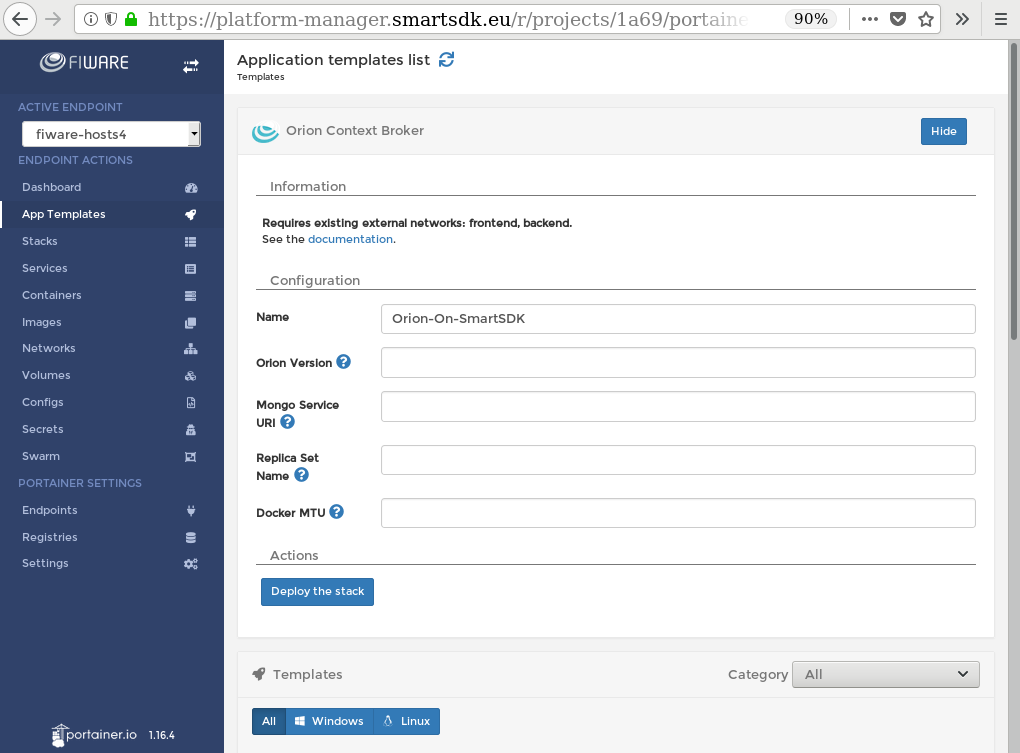 https://platform-manager.smartsdk.eu/r/projects/1a69/portaine
90%
FIWARE
ACTIVE ENDPOINT
fiware-hosts4
ENDPOINT ACTIONS
Dashboard
App Templates
Stacks
Services
Containers
Images
Networks
Volumes
Configs
Secrets
Swarm
PORTAINER SETTINGS
Endpoints
Registries
Settings
portainer.io 1.16.4
Application templates list
Templates
Orion Context Broker
Hide
Information
Requires existing external networks: frontend, backend.
See the documentation.
Configuration
Name
Orion-On-SmartSDK
Orion Version
Mongo Service
URI
Replica Set
Name
Docker MTU
Actions
Deploy the stack
Templates
Category All
All Windows Linux